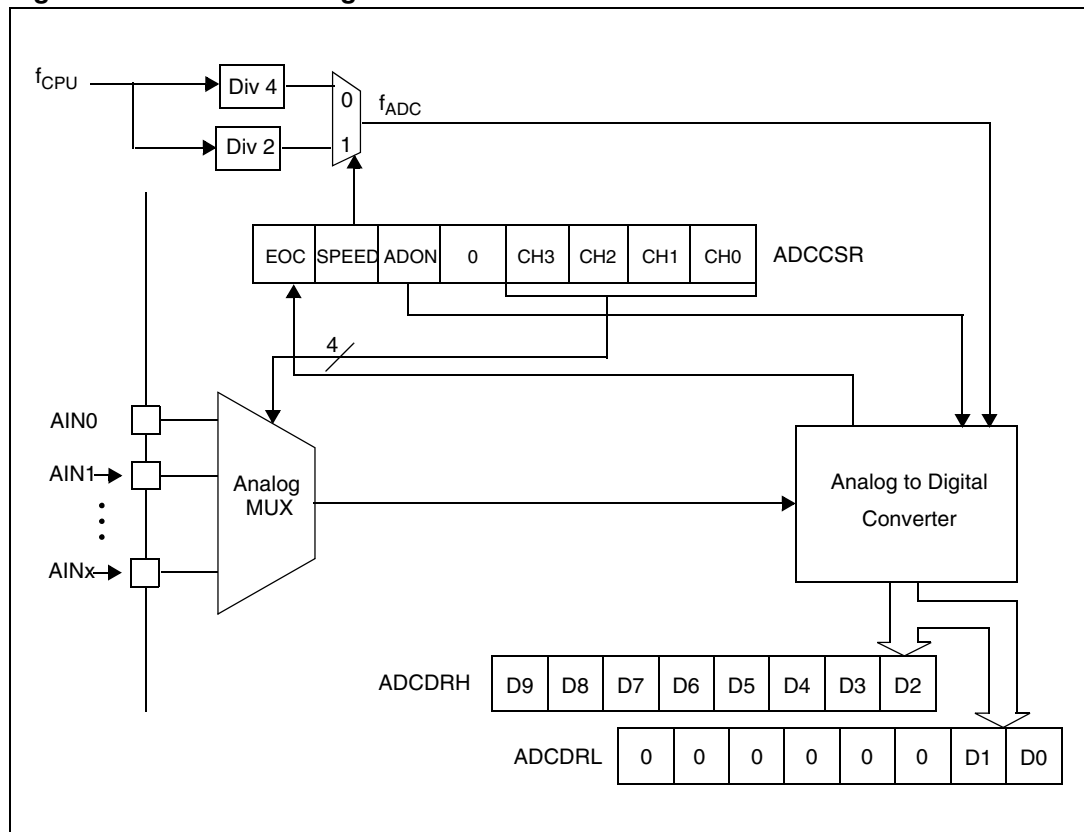 f CPU
Div 4
0
f ADC
Div 2
1
EOC SPEED ADON 0 CH3 CH2 CH1 CH0 ADCCSR
4
AIN0
AIN1
Analog
MUX
Analog to Digital
Converter
AINx
ADCDRH D9 D8 D7 D6 D5 D4 D3 D2
ADCDRL 0 0 0 0 0 0 D1 D0